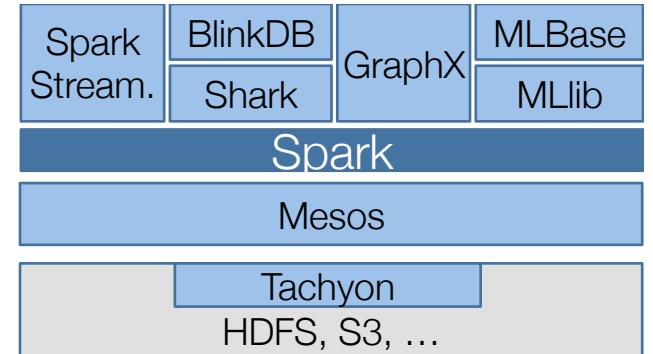 Spark
Stream.
BlinkDB
Shark
GraphX
MLBase
MLlib
Spark
Mesos
Tachyon
HDFS, S3, …